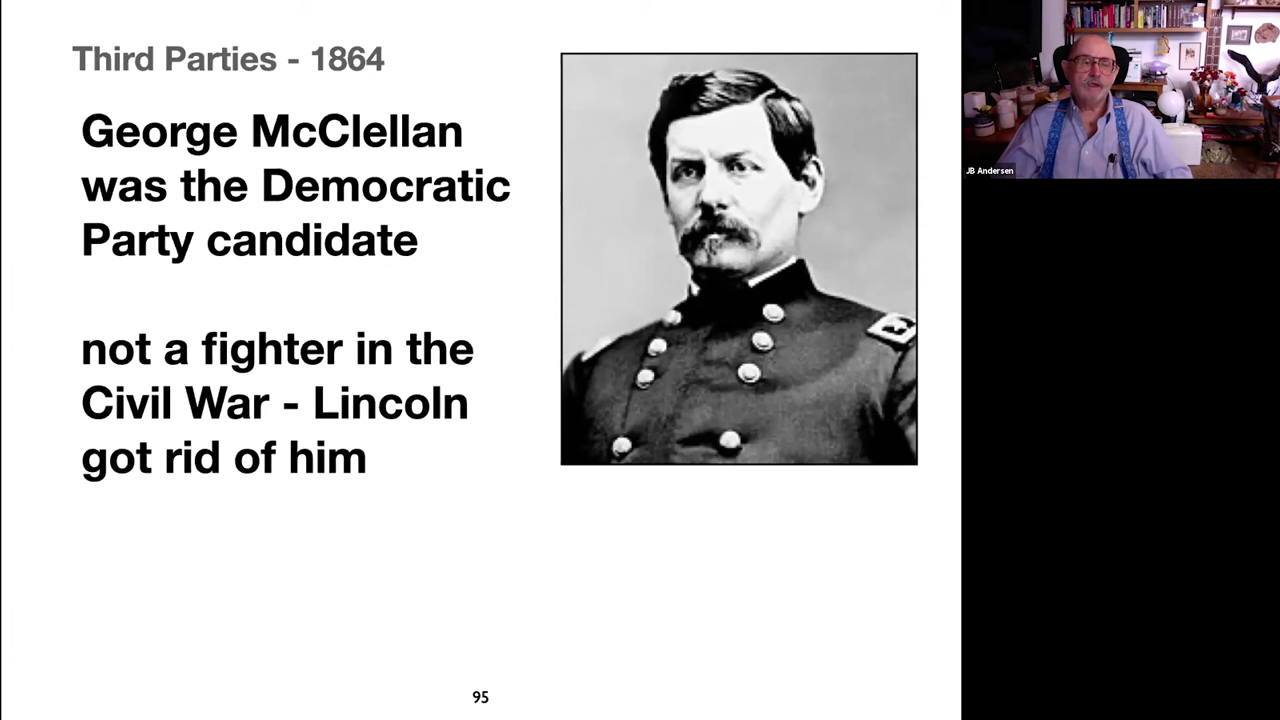 Third Parties - 1864
George McClellan
was the Democratic
Party candidate
not a fighter in the
Civil War - Lincoln
got rid of him
95
JB Andersen